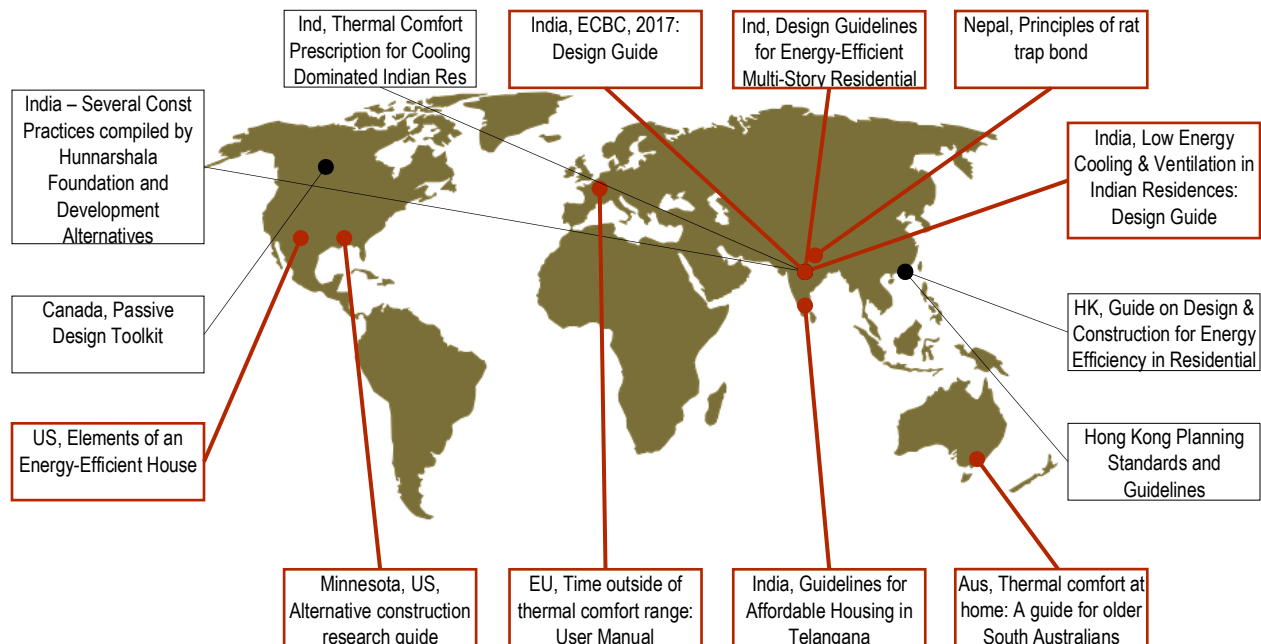 Ind, Thermal Comfort
Prescription for Cooling
Dominated Indian Res
India, ECBC, 2017:
Design Guide
Ind, Design Guidelines
for Energy-Efficient
Multi-Story Residential
Nepal, Principles of rat
trap bond
India – Several Const
Practices compiled by
Hunnarshala
Foundation and
Development
Alternatives
India, Low Energy
Cooling & Ventilation in
Indian Residences:
Design Guide
Canada, Passive
Design Toolkit
HK, Guide on Design &
Construction for Energy
Efficiency in Residential
US, Elements of an
Energy-Efficient House
Hong Kong Planning
Standards and
Guidelines
Minnesota, US,
Alternative construction
research guide
EU, Time outside of
thermal comfort range:
User Manual
India, Guidelines for
Affordable Housing in
Telangana
Aus, Thermal comfort at
home: A guide for older
South Australians